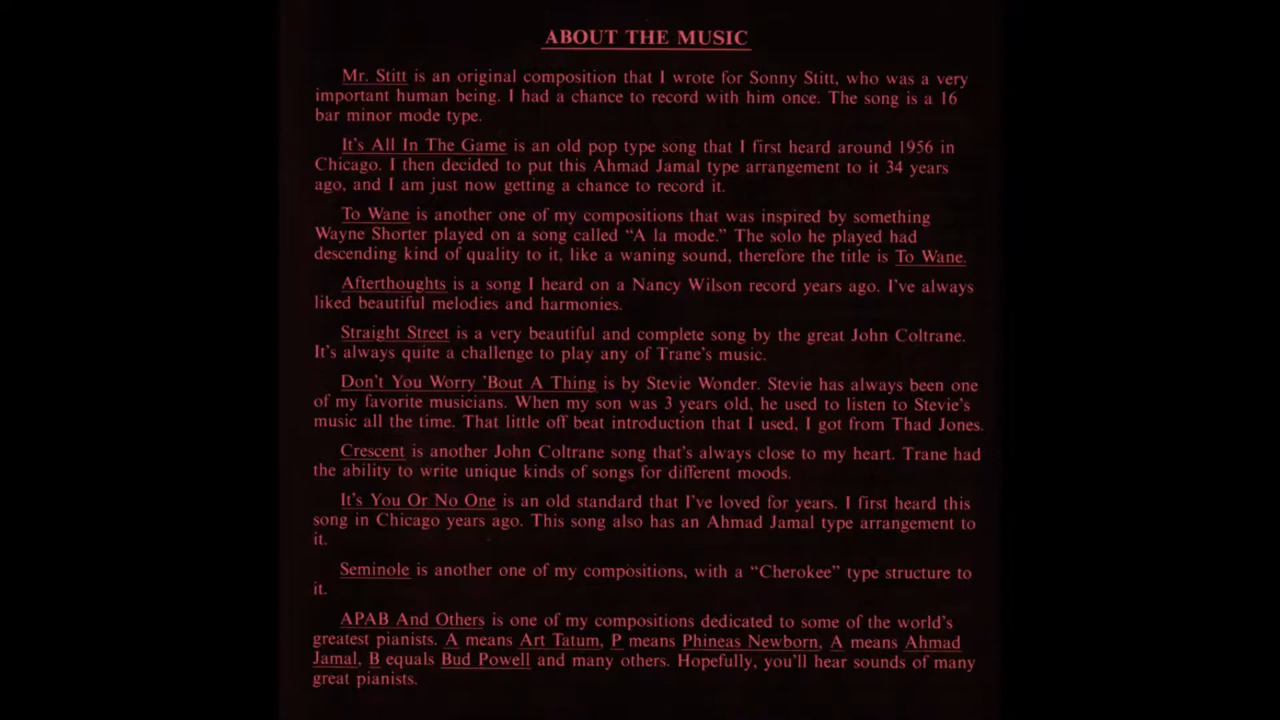 ABOUT THE MUSIC
Mr. Stitt is an original composition that I wrote for Sonny Stitt, who was a very
important human being. I had a chance to record with him once. The song is a 16
bar minor mode type.
It's All In The Game is an old pop type song that I first heard around 1956 in
Chicago. I then decided to put this Ahmad Jamal type arrangement to it 34 years
ago, and I am just now getting a chance to record it.
To Wane is another one of my compositions that was inspired by something
Wayne Shorter played on a song called “A la mode.” The solo he played had
descending kind of quality to it, like a waning sound, therefore the title is To Wane.
Afterthoughts is a song I heard on a Nancy Wilson record years ago. I've always
liked beautiful melodies and harmonies.
Straight Street is a very beautiful and complete song by the great John Coltrane.
It's always quite a challenge to play any of Trane's music.
Don't You Worry 'Bout A Thing is by Stevie Wonder. Stevie has always been one
of my favorite musicians. When my son was 3 years old, he used to listen to Stevie's
music all the time. That little off beat introduction that I used, I got from Thad Jones.
Crescent is another John Coltrane song that's always close to my heart. Trane had
the ability to write unique kinds of songs for different moods.
It's You Or No One is an old standard that I've loved for years. I first heard this
song in Chicago years ago. This song also has an Ahmad Jamal type arrangement to
it.
Seminole is another one of my compositions, with a “Cherokee” type structure to
it.
APAB And Others is one of my compositions dedicated to some of the world's
greatest pianists. A means Art Tatum, P means Phineas Newborn, A means Ahmad
Jamal, B equals Bud Powell and many others. Hopefully, you'll hear sounds of many
great pianists.